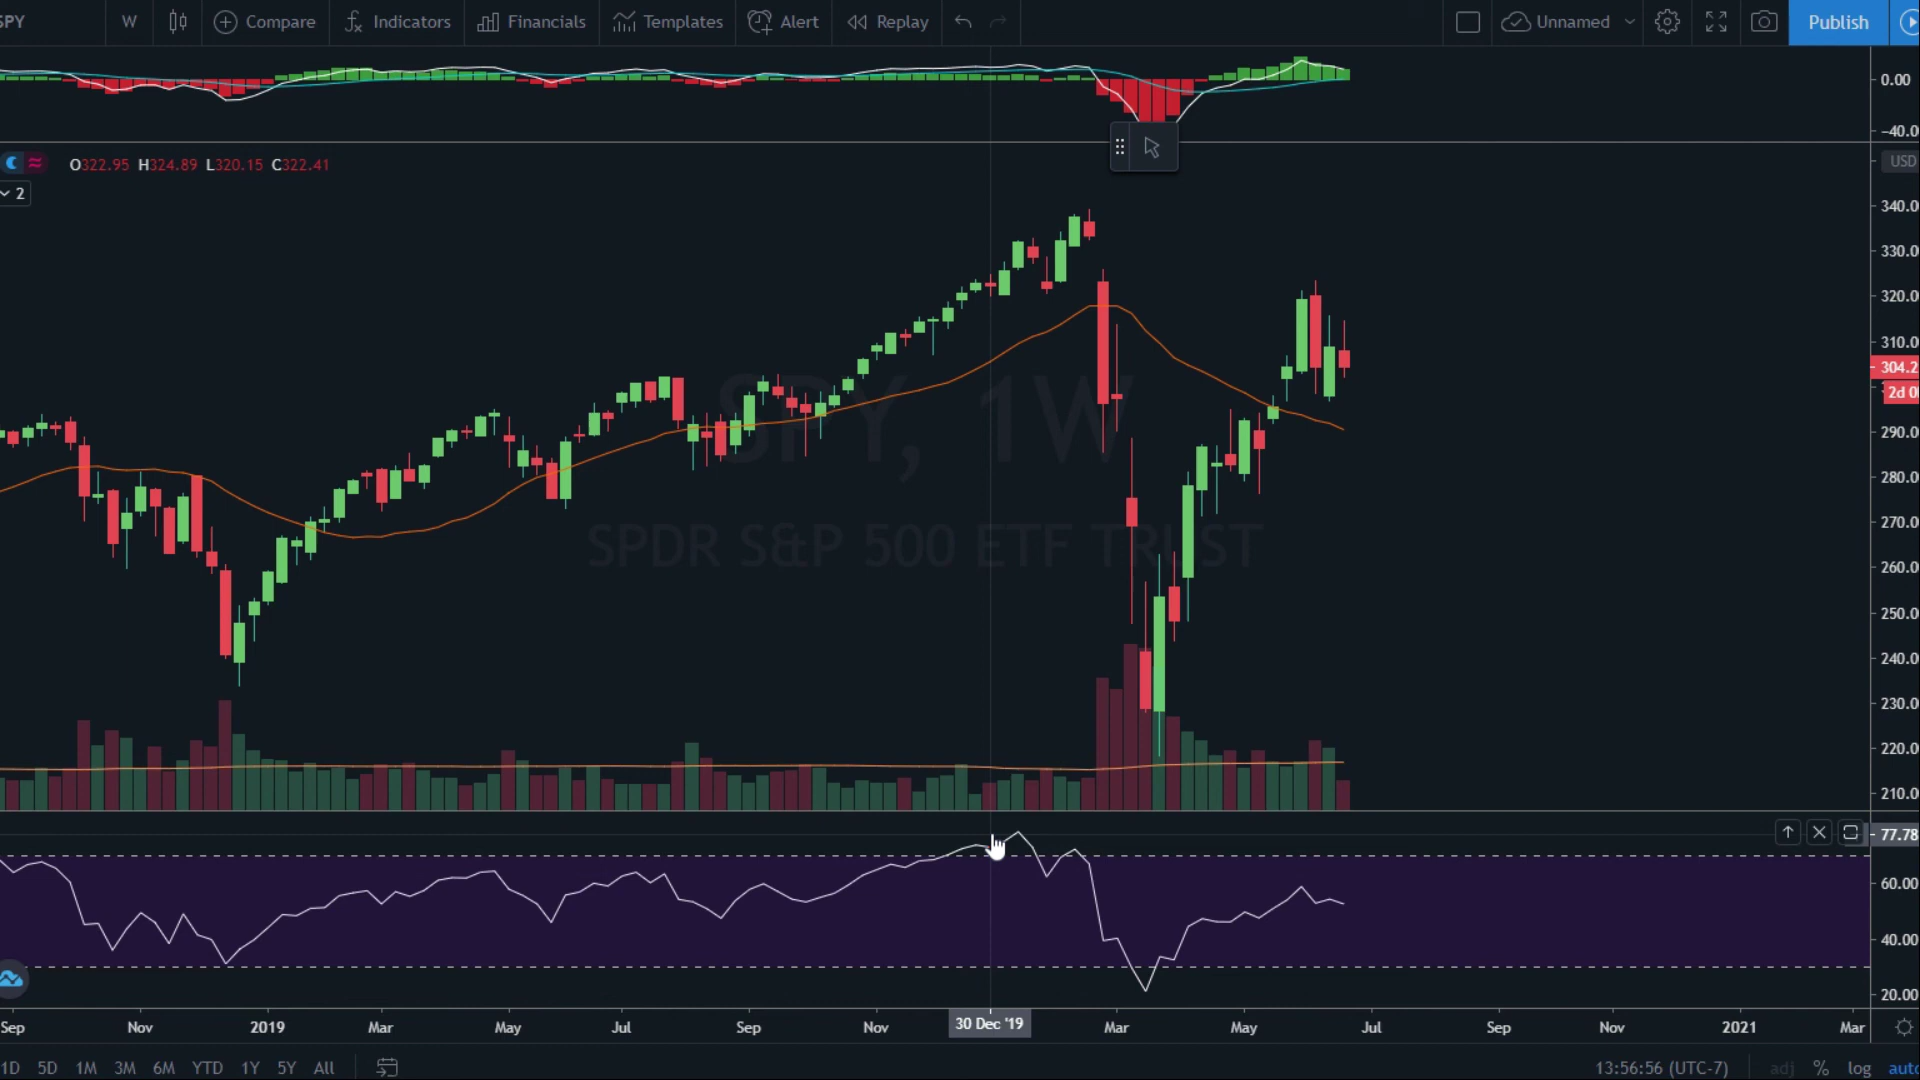 SPY W Compare Indicators Financials Templates Alert Replay Unnamed Publish
0.00
−40.0
O322.95 H324.89 L320.15 C322.41
USD
2
340.0
330.0
320.0
310.0
304.2
2d 0
290.0
280.0
270.0
260.0
250.0
240.0
230.0
220.0
210.0
SPY, 1W
SPDR S&P 500 ETF TRUST
77.78
60.00
40.00
20.00
Sep Nov 2019 Mar May Jul Sep Nov 30 Dec '19 Mar May Jul Sep Nov 2021 Mar
1D 5D 1M 3M 6M YTD 1Y 5Y All 13:56:56 (UTC-7) adj % log auto